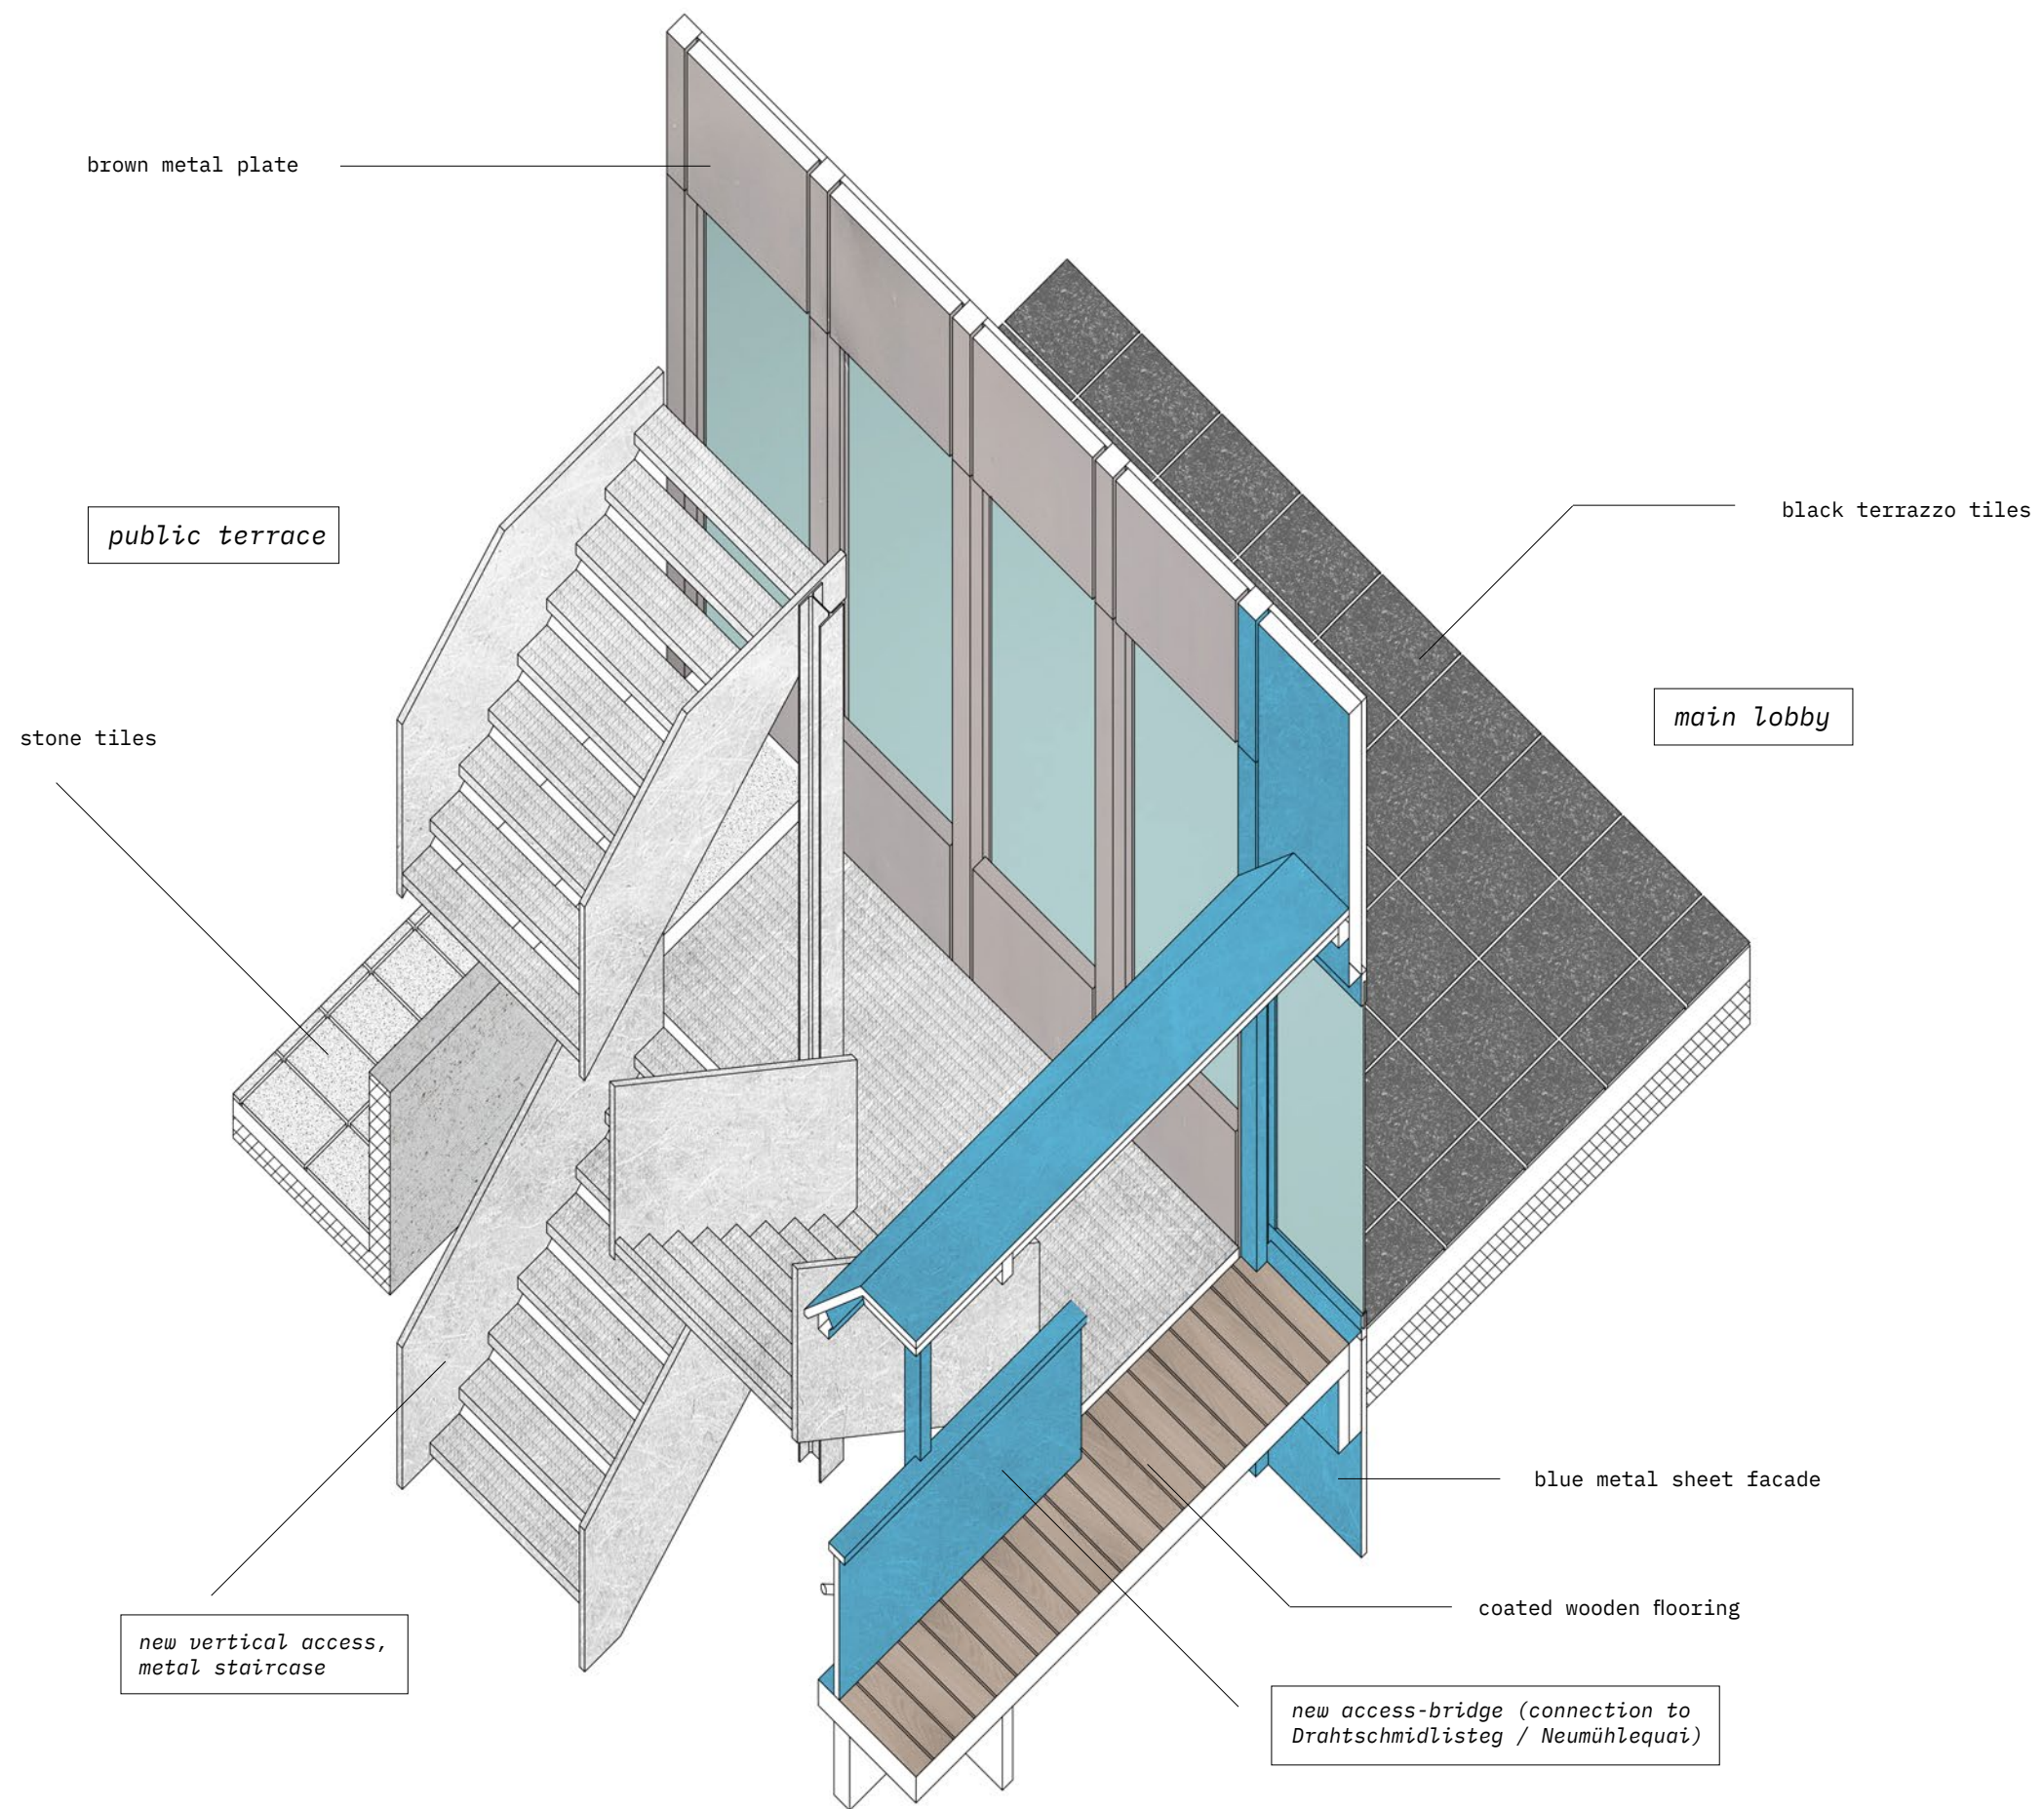 brown metal plate
black terrazzo tiles
public terrace
main lobby
stone tiles
blue metal sheet facade
coated wooden flooring
new vertical access,
metal staircase
new access-bridge (connection to
Drahtschmidlisteg / Neumühlequai)